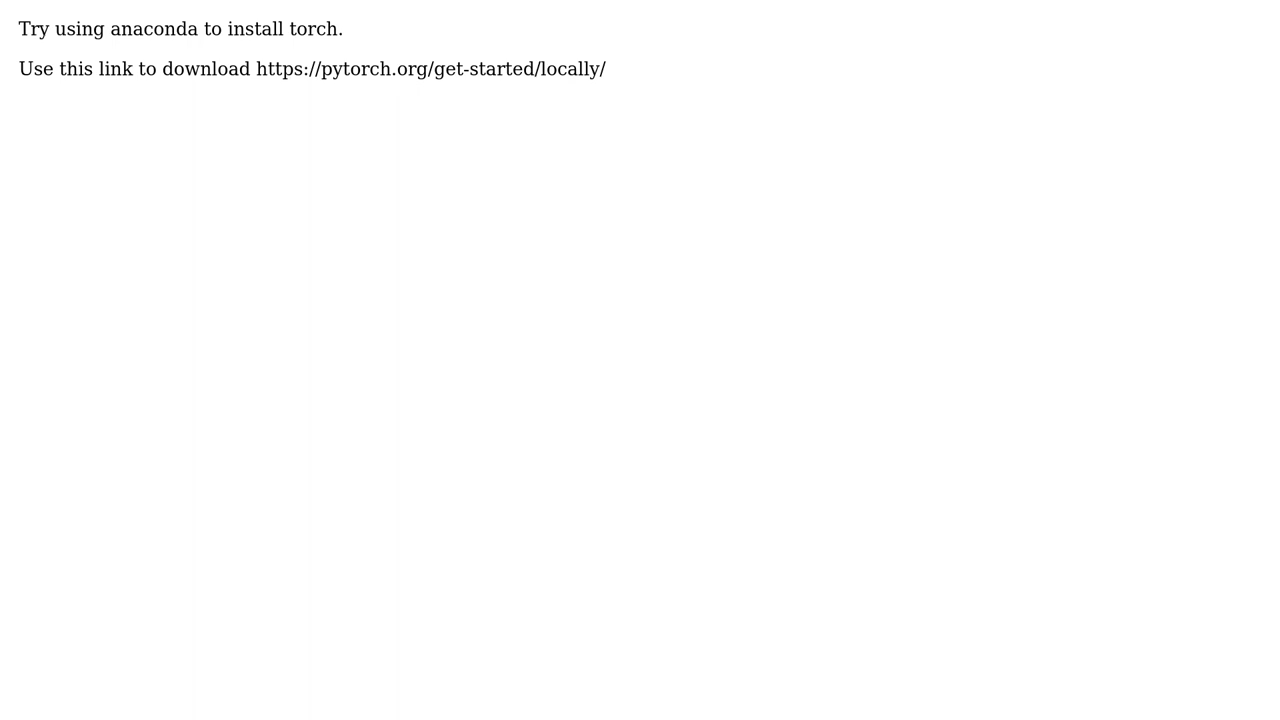 Try using anaconda to install torch.
Use this link to download https://pytorch.org/get-started/locally/